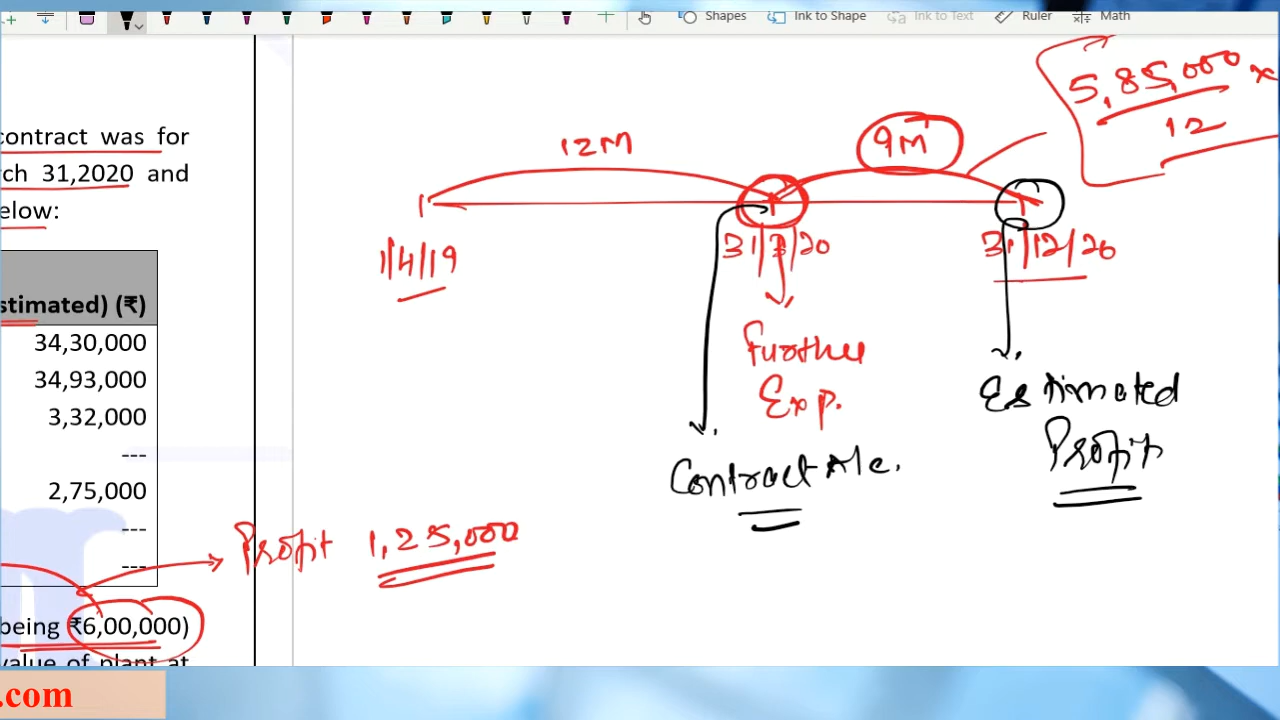 Shapes Ink to Shape Ink to Text Ruler Math
contract was for
rch 31,2020 and
elow:
stimated) (₹)
34,30,000
34,93,000
3,32,000
---
2,75,000
---
---
being ₹6,00,000)
value of plant at
.com
12M
9M
5,85,000 x
12
1/4/19
31/3/20
31/12/20
Further
Exp.
Estimated
Profit
Contract A/c.
Profit 1,25,000